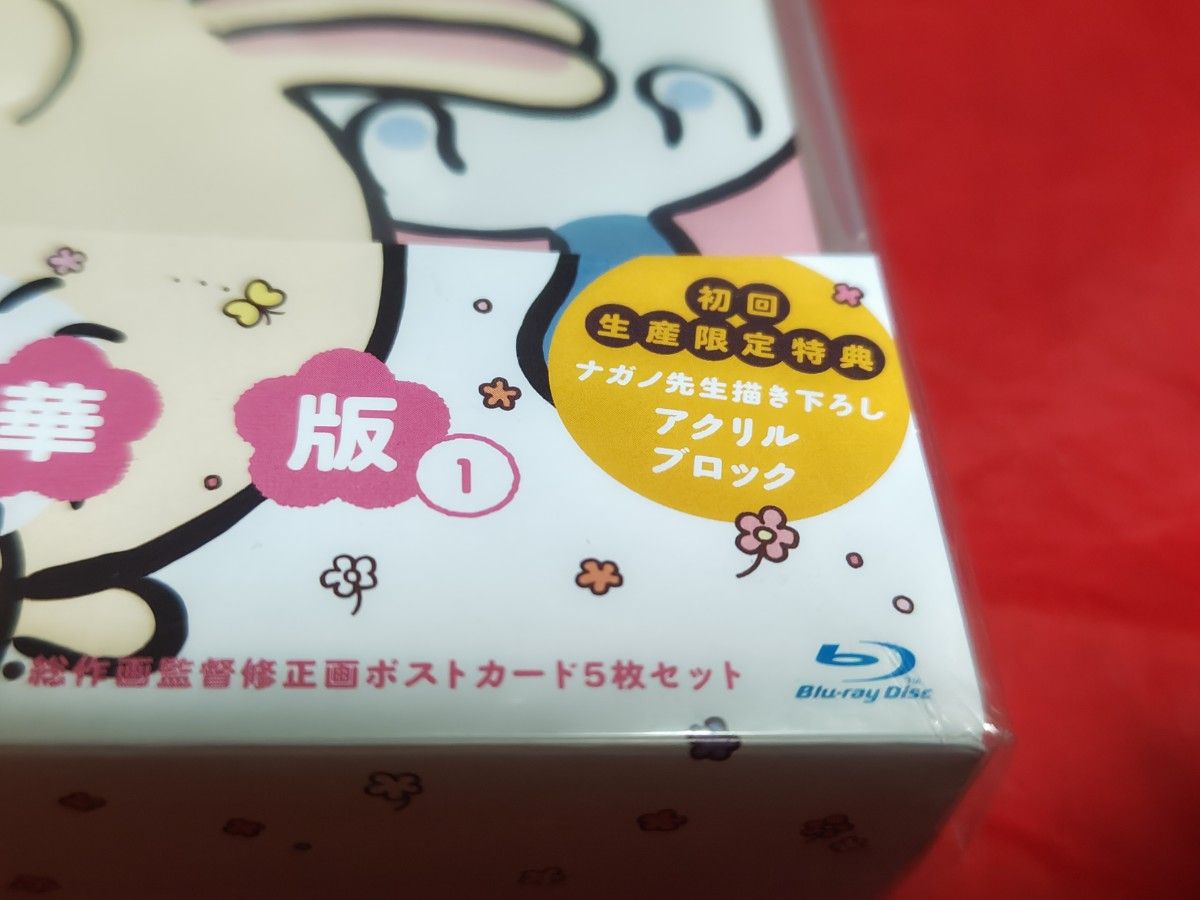 初回
生産限定特典
ナガノ先生描き下ろし
アクリル
ブロック
華版 1
総作画監督修正画ポストカード5枚セット
Blu-ray Disc